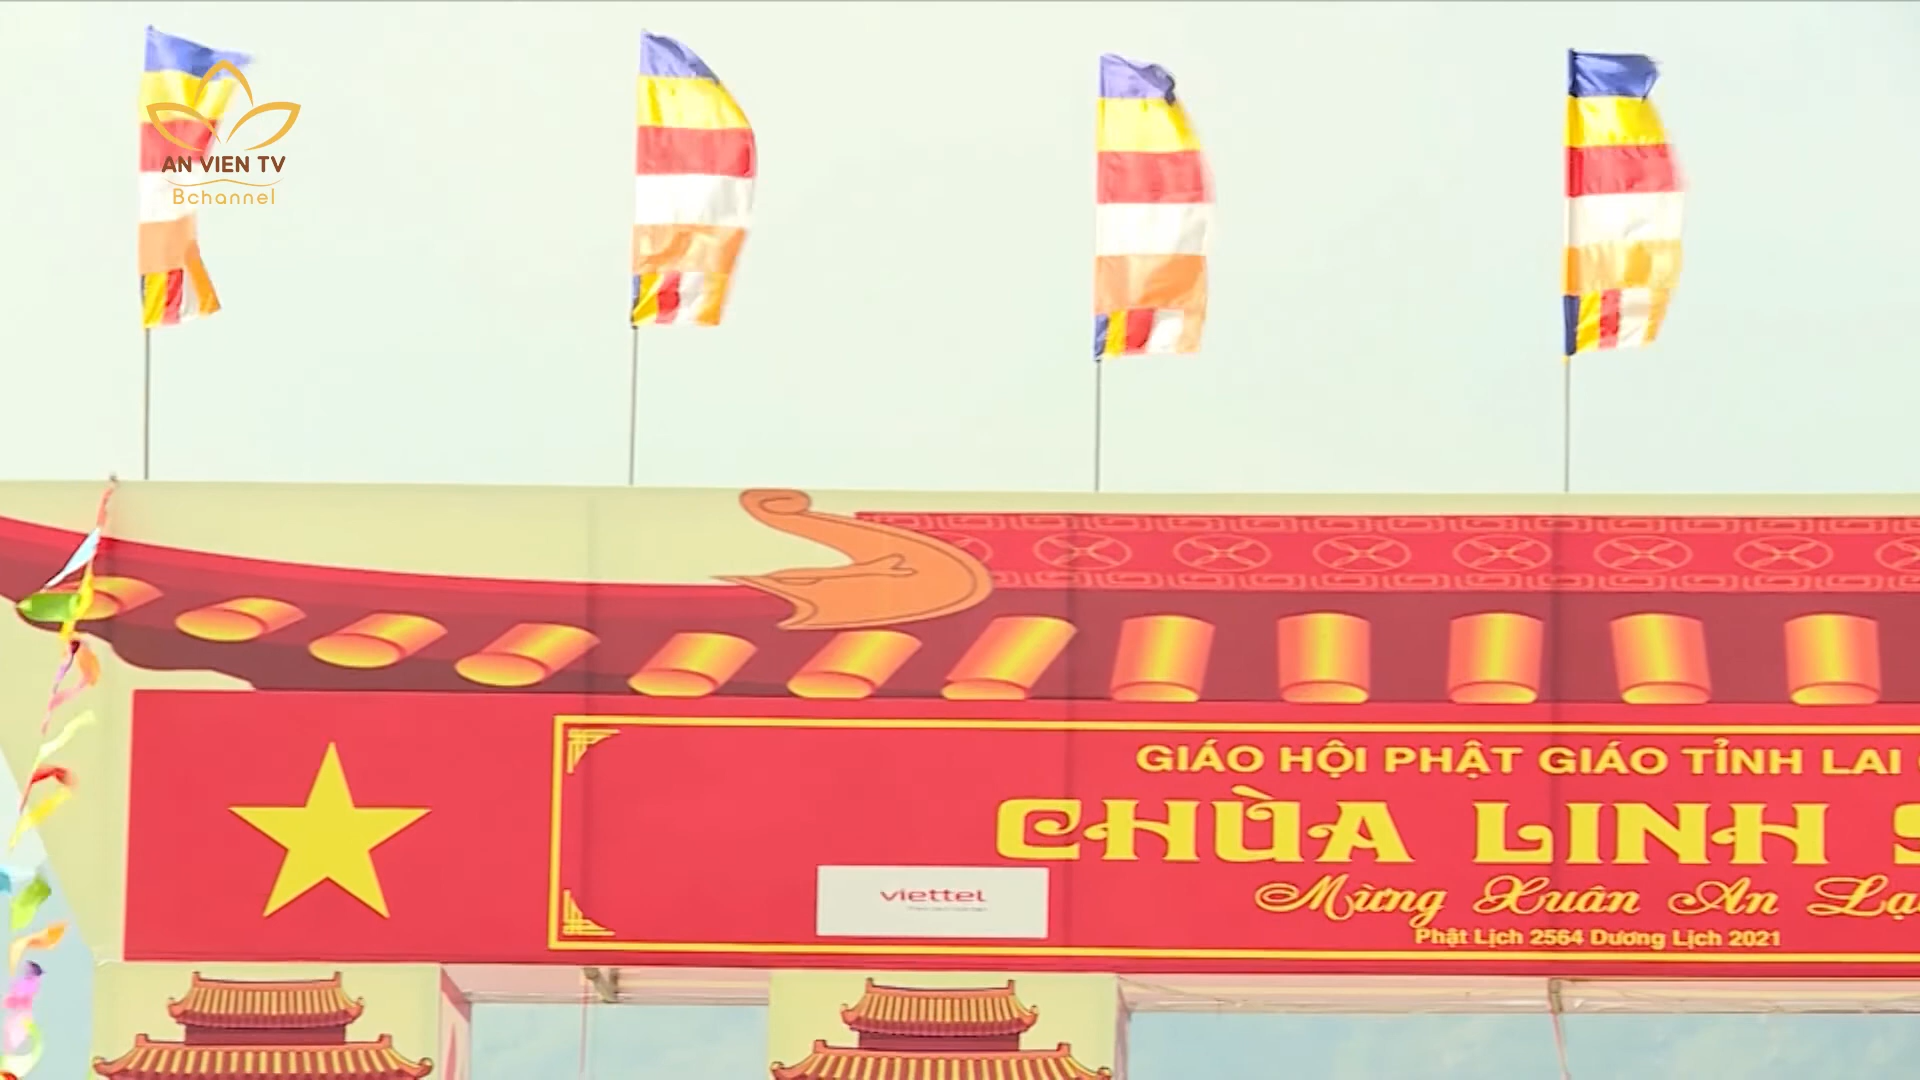 AN VIEN TV
Bchannel
GIÁO HỘI PHẬT GIÁO TỈNH LAI
CHÙA LINH S
Mừng Xuân An Lạ
viettel
Phật Lịch 2564 Dương Lịch 2021